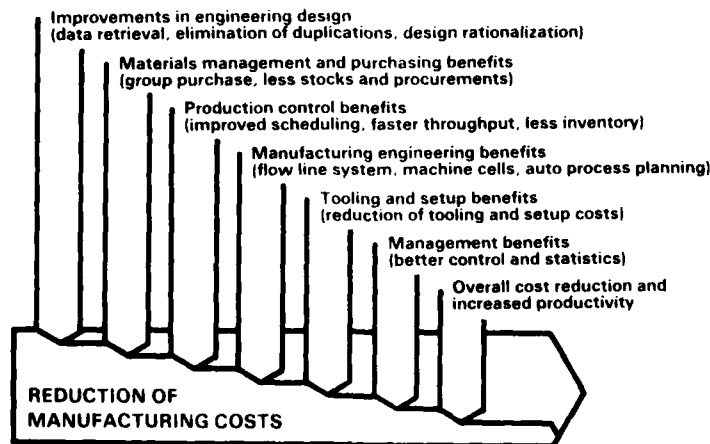 Improvements in engineering design
(data retrieval, elimination of duplications, design rationalization)
Materials management and purchasing benefits
(group purchase, less stocks and procurements)
Production control benefits
(improved scheduling, faster throughput, less inventory)
Manufacturing engineering benefits
(flow line system, machine cells, auto process planning)
Tooling and setup benefits
(reduction of tooling and setup costs)
Management benefits
(better control and statistics)
Overall cost reduction and
increased productivity
REDUCTION OF
MANUFACTURING COSTS